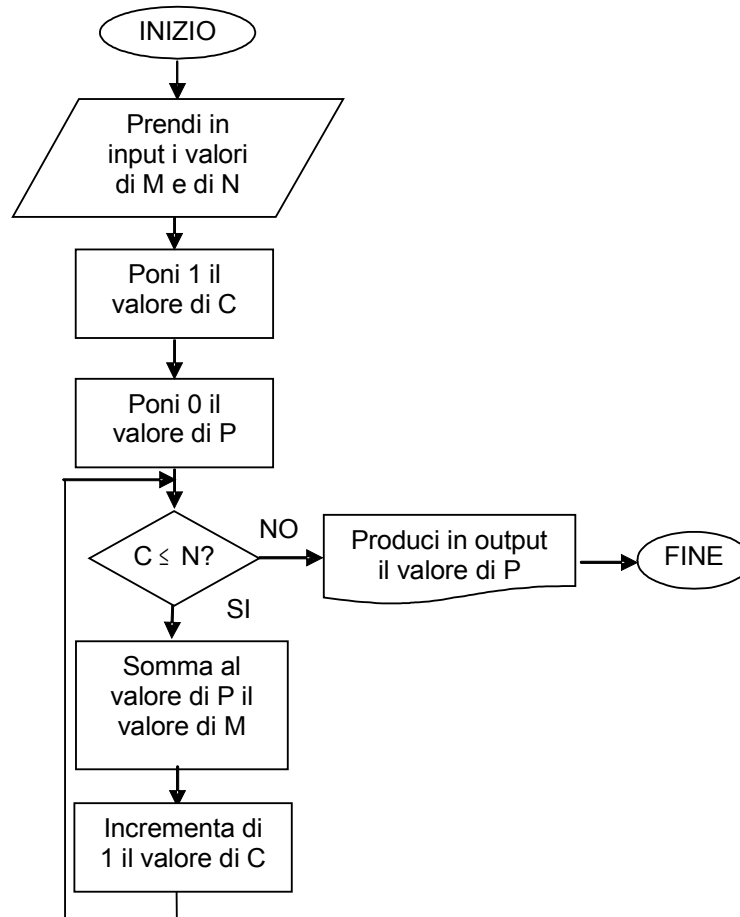 INIZIO
Prendi in
input i valori
di M e di N
Poni 1 il
valore di C
Poni 0 il
valore di P
C ≤ N?
NO
Produci in output
il valore di P
FINE
SI
Somma al
valore di P il
valore di M
Incrementa di
1 il valore di C